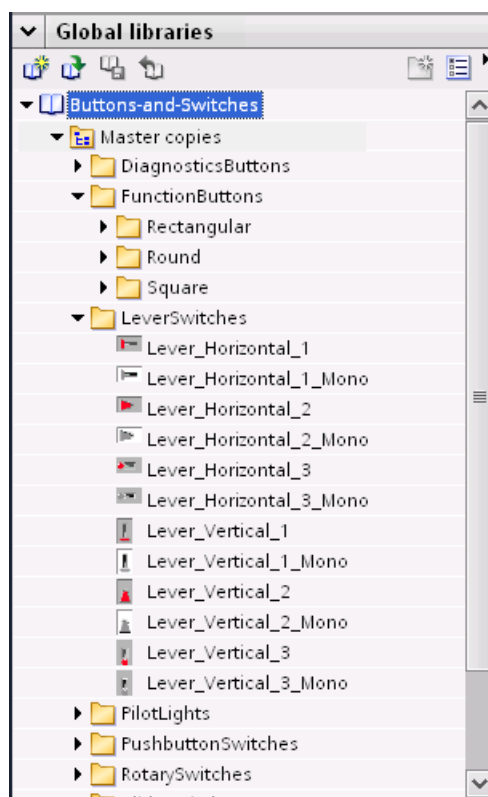 Global libraries
Buttons-and-Switches
Master copies
DiagnosticsButtons
FunctionButtons
Rectangular
Round
Square
LeverSwitches
Lever_Horizontal_1
Lever_Horizontal_1_Mono
Lever_Horizontal_2
Lever_Horizontal_2_Mono
Lever_Horizontal_3
Lever_Horizontal_3_Mono
Lever_Vertical_1
Lever_Vertical_1_Mono
Lever_Vertical_2
Lever_Vertical_2_Mono
Lever_Vertical_3
Lever_Vertical_3_Mono
PilotLights
PushbuttonSwitches
RotarySwitches